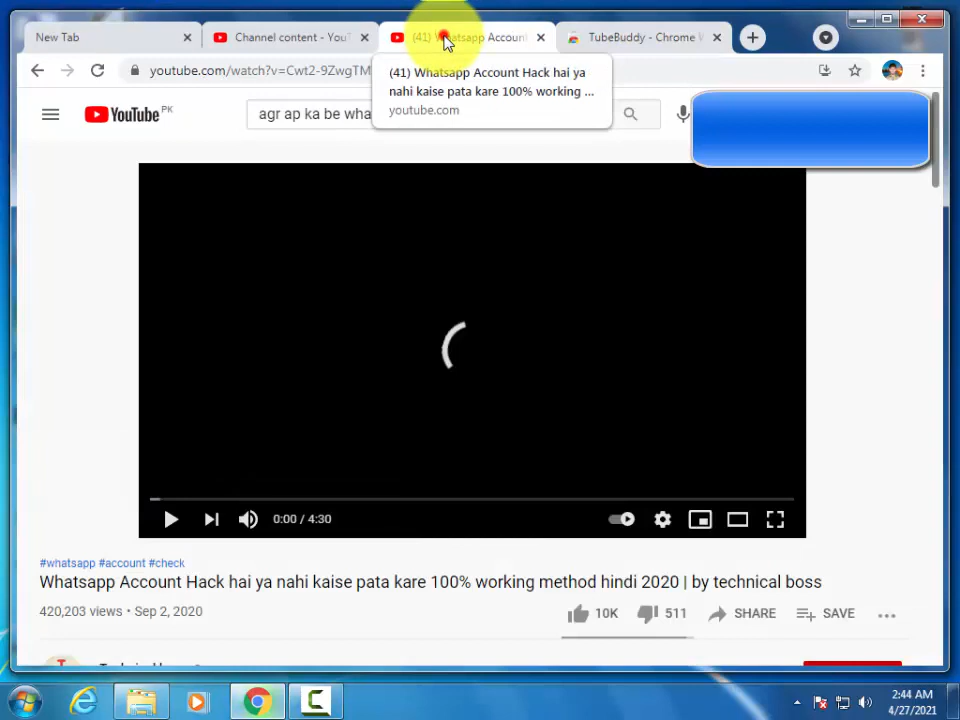 New Tab
Channel content - YouT
(41) Whatsapp Accoun
TubeBuddy - Chrome W
youtube.com/watch?v=Cwt2-9ZwgTM
(41) Whatsapp Account Hack hai ya
nahi kaise pata kare 100% working ...
youtube.com
YouTube PK
agr ap ka be wha
0:00 / 4:30
#whatsapp #account #check
Whatsapp Account Hack hai ya nahi kaise pata kare 100% working method hindi 2020 | by technical boss
420,203 views • Sep 2, 2020
10K
511
SHARE
SAVE
2:44 AM
4/27/2021